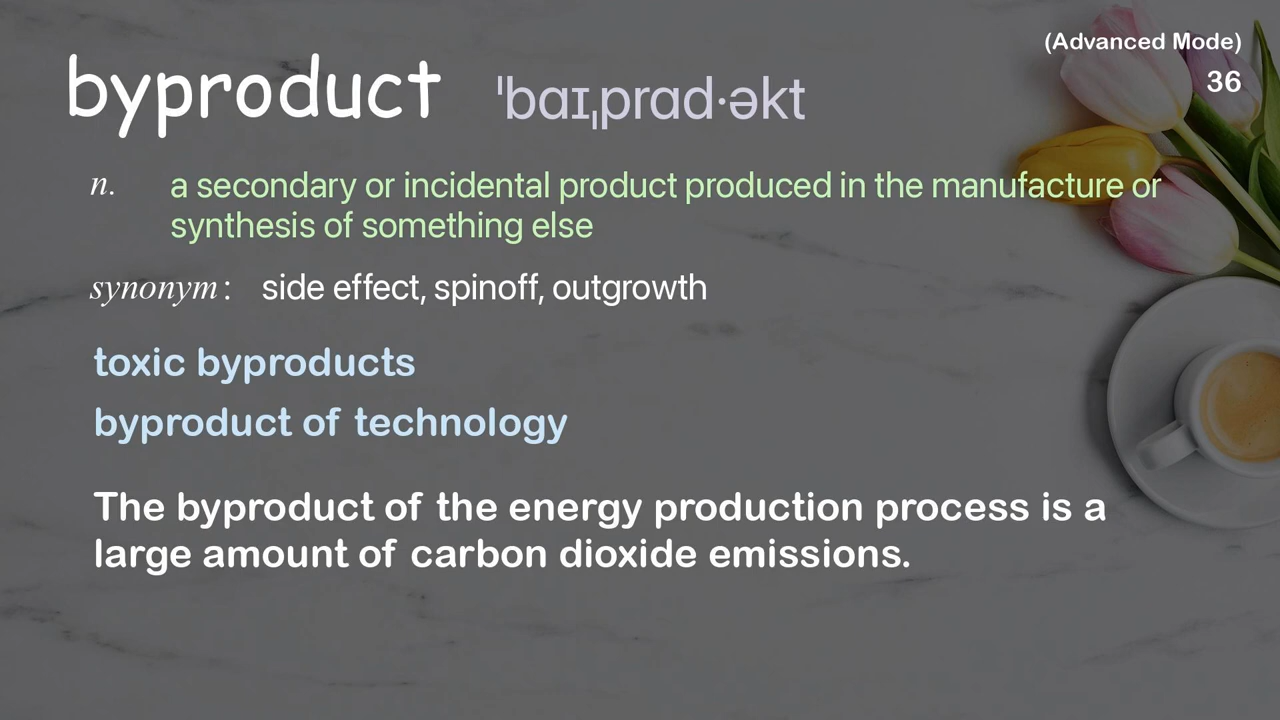 (Advanced Mode)
36
byproduct ˈbaɪˌprad·əkt
n. a secondary or incidental product produced in the manufacture or
synthesis of something else
synonym: side effect, spinoff, outgrowth
toxic byproducts
byproduct of technology
The byproduct of the energy production process is a
large amount of carbon dioxide emissions.